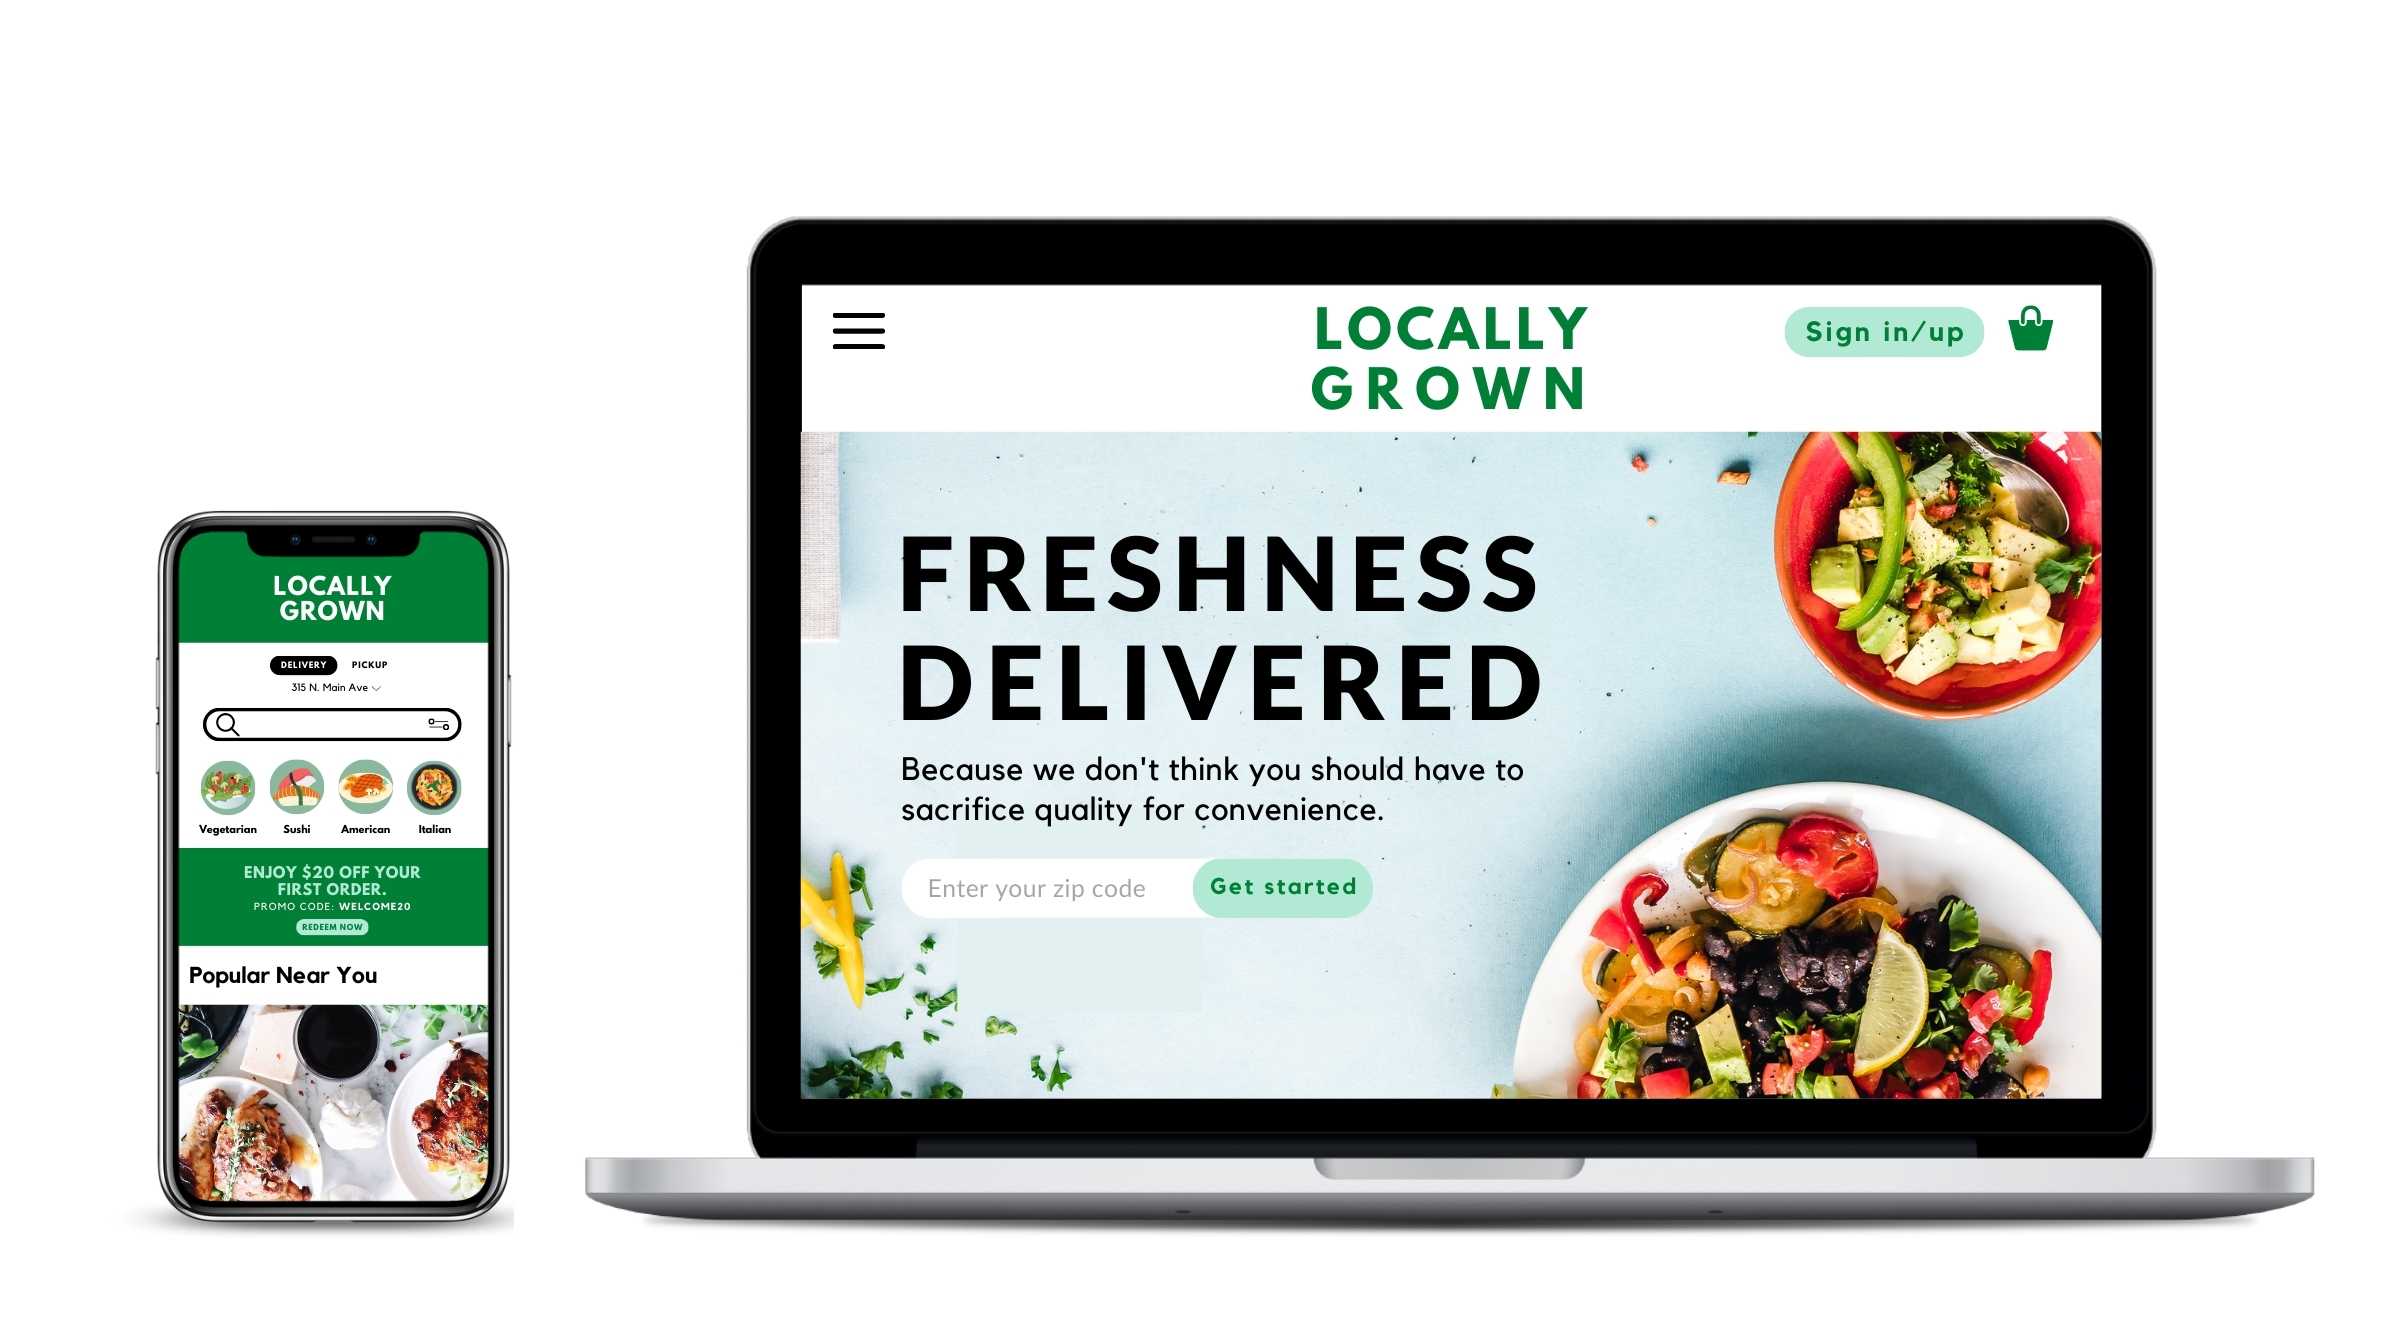 LOCALLY
GROWN
DELIVERY PICKUP
315 N. Main Ave
Vegetarian Sushi American Italian
ENJOY $20 OFF YOUR
FIRST ORDER.
PROMO CODE: WELCOME20
REDEEM NOW
Popular Near You
LOCALLY
GROWN
Sign in/up
FRESHNESS
DELIVERED
Because we don't think you should have to
sacrifice quality for convenience.
Enter your zip code
Get started